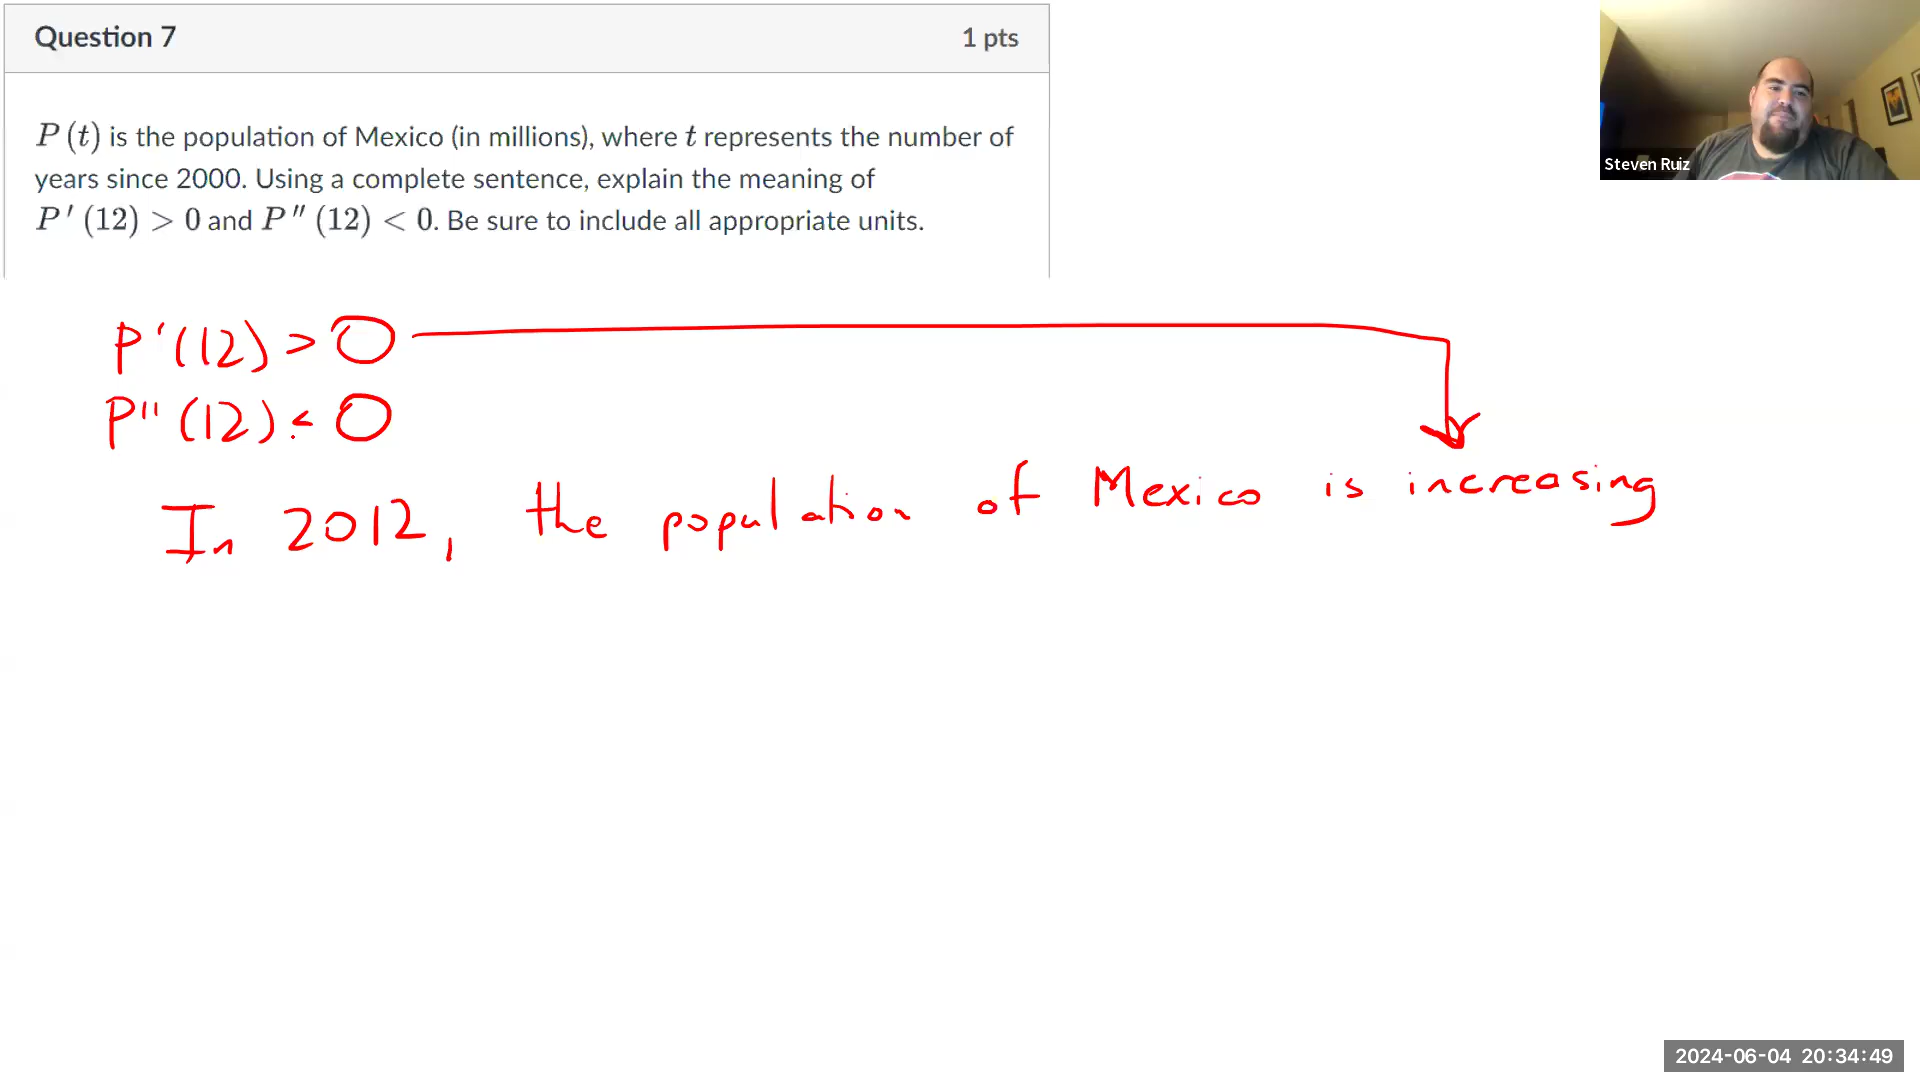 Question 7 1 pts
P (t) is the population of Mexico (in millions), where t represents the number of
years since 2000. Using a complete sentence, explain the meaning of
P ′ (12) > 0 and P ″ (12) < 0. Be sure to include all appropriate units.
Steven Ruiz
P'(12) > 0
P''(12) < 0
In 2012, the population of Mexico is increasing
2024-06-04 20:34:49